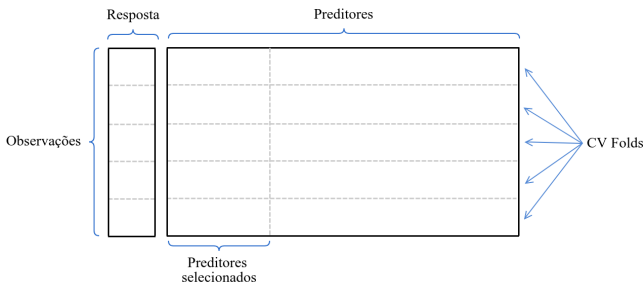 Resposta
Preditores
Observações
CV Folds
Preditores
selecionados